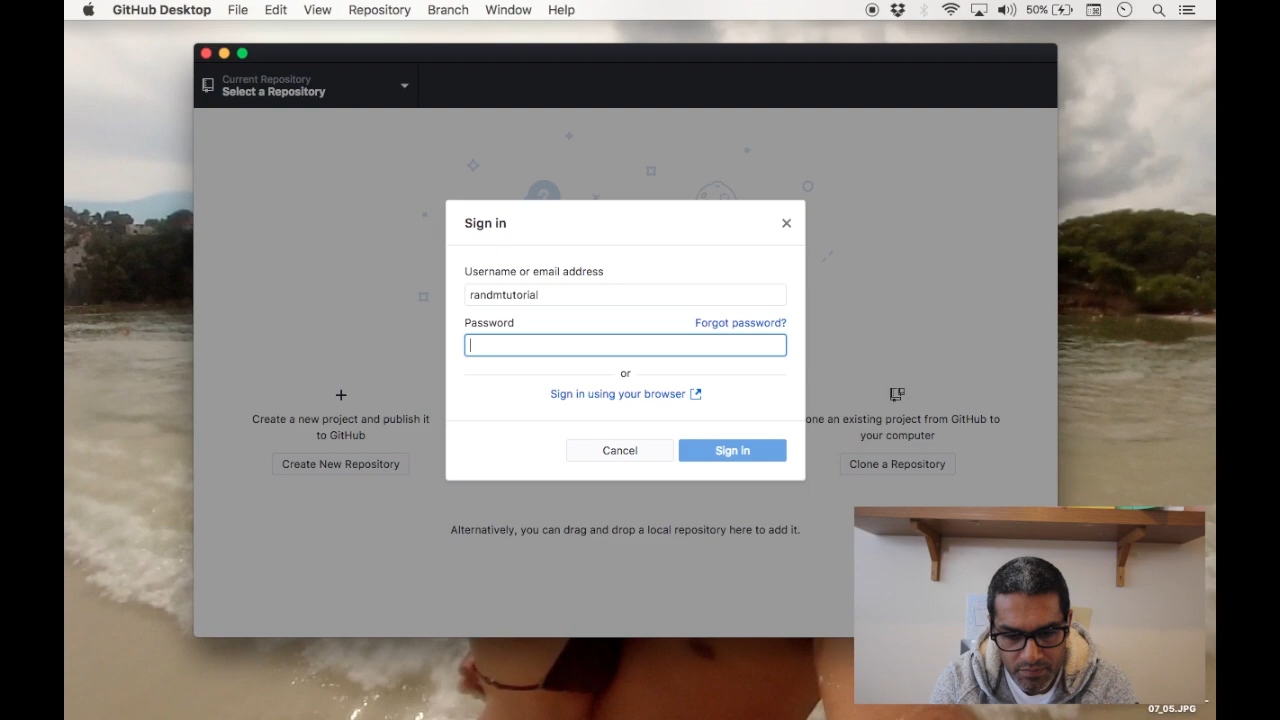 GitHub Desktop File Edit View Repository Branch Window Help 50%
Current Repository
Select a Repository
Sign in
Username or email address
randmtutorial
Password Forgot password?
or
Sign in using your browser
Cancel Sign in
Create a new project and publish it
to GitHub
Create New Repository
one an existing project from GitHub to
your computer
Clone a Repository
Alternatively, you can drag and drop a local repository here to add it.
07_05.JPG